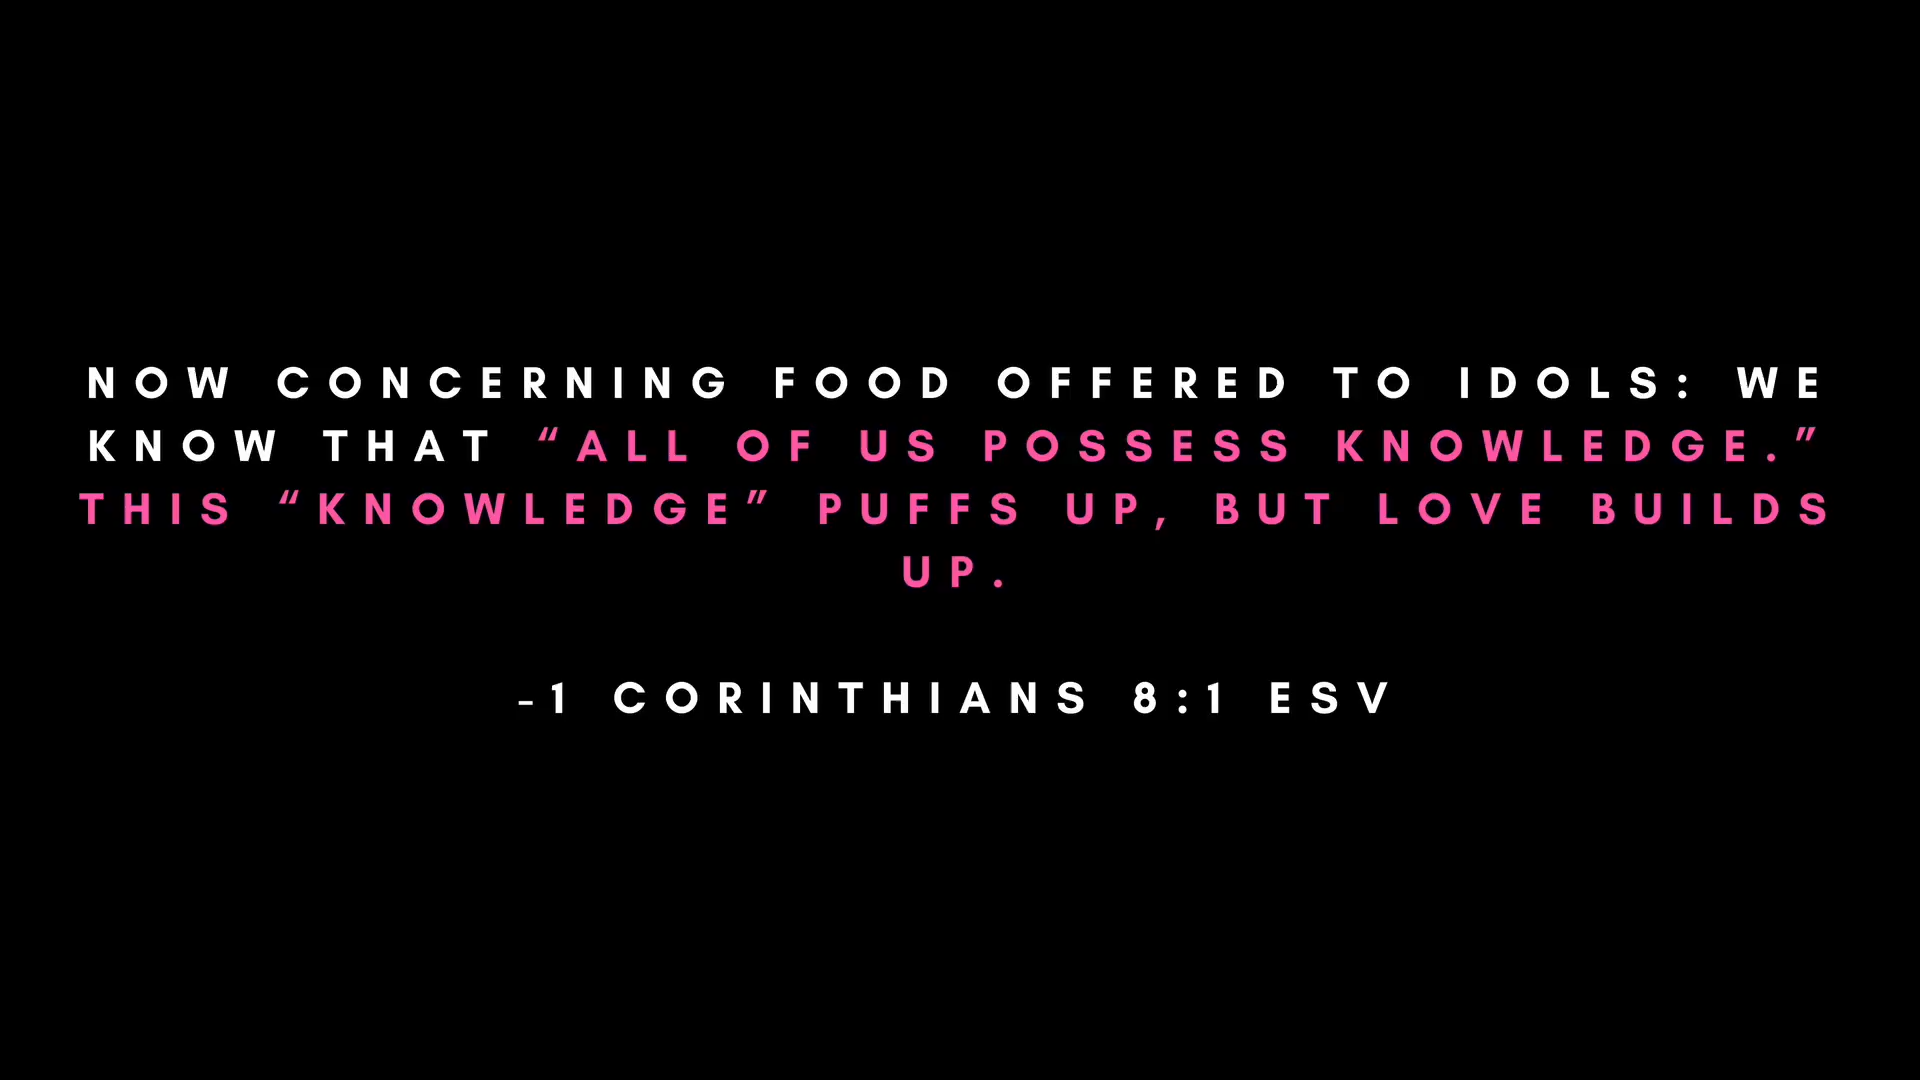 NOW CONCERNING FOOD OFFERED TO IDOLS: WE
KNOW THAT “ALL OF US POSSESS KNOWLEDGE.”
THIS “KNOWLEDGE” PUFFS UP, BUT LOVE BUILDS
UP.
-1 CORINTHIANS 8:1 ESV